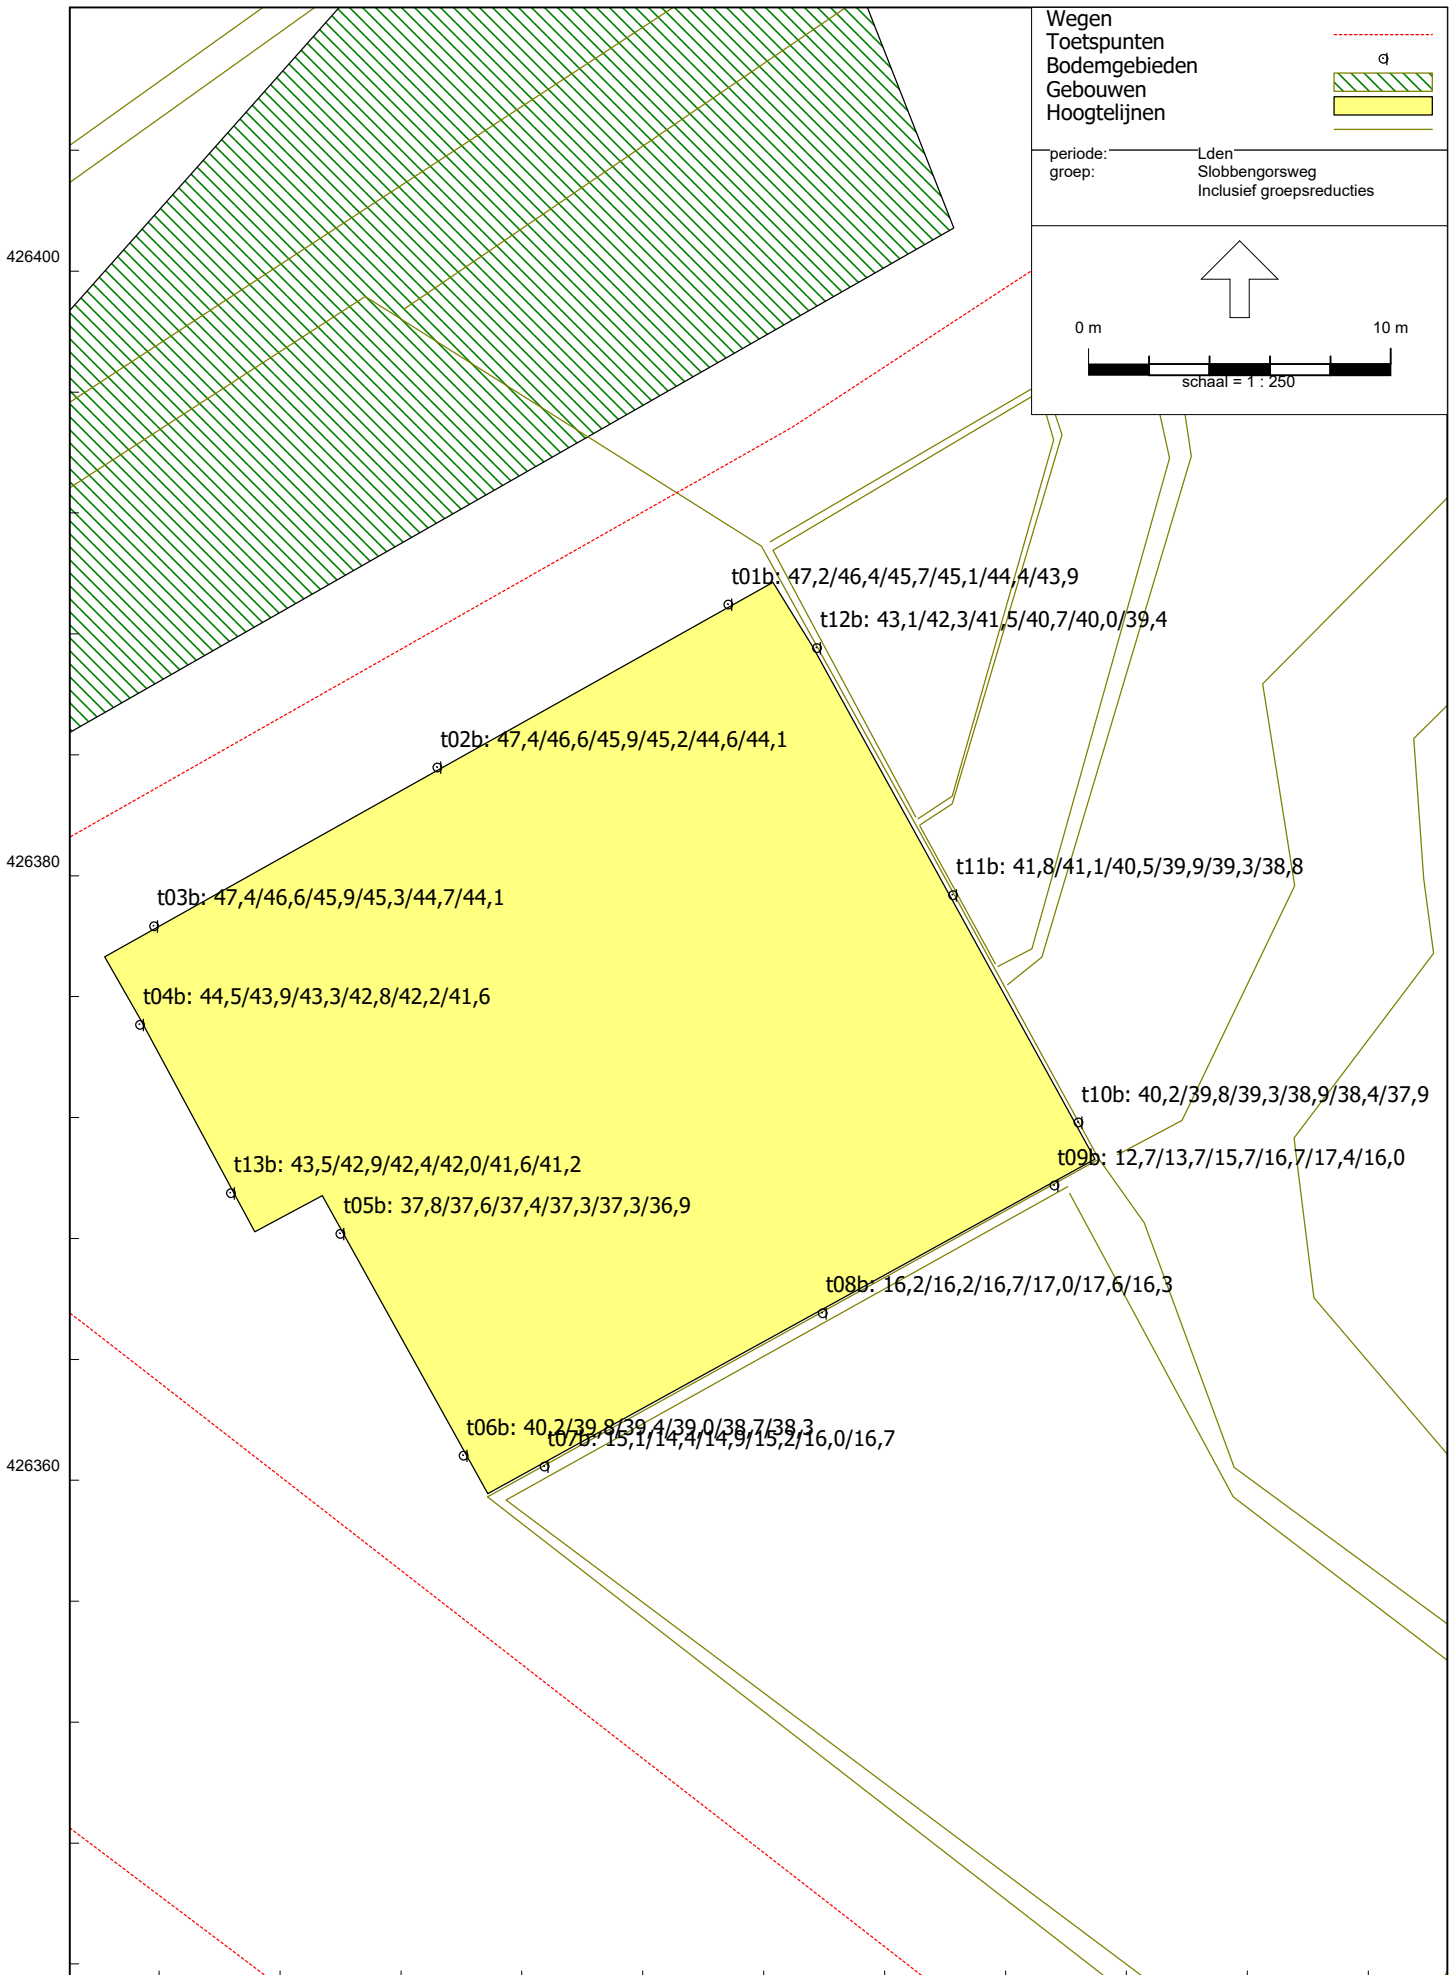 Wegen
Toetspunten
Bodemgebieden
Gebouwen
Hoogtelijnen
periode: Lden
groep: Slobbengorsweg
Inclusief groepsreducties
0 m 10 m
schaal = 1 : 250
426400
t01b: 47,2/46,4/45,7/45,1/44,4/43,9
t12b: 43,1/42,3/41,5/40,7/40,0/39,4
t02b: 47,4/46,6/45,9/45,2/44,6/44,1
426380
t11b: 41,8/41,1/40,5/39,9/39,3/38,8
t03b: 47,4/46,6/45,9/45,3/44,7/44,1
t04b: 44,5/43,9/43,3/42,8/42,2/41,6
t10b: 40,2/39,8/39,3/38,9/38,4/37,9
t09b: 12,7/13,7/15,7/16,7/17,4/16,0
t13b: 43,5/42,9/42,4/42,0/41,6/41,2
t05b: 37,8/37,6/37,4/37,3/37,3/36,9
t08b: 16,2/16,2/16,7/17,0/17,6/16,3
t06b: 40,2/39,8/39,4/39,0/38,7/38,3
t07b: 15,1/14,4/14,9/15,2/16,0/16,7
426360